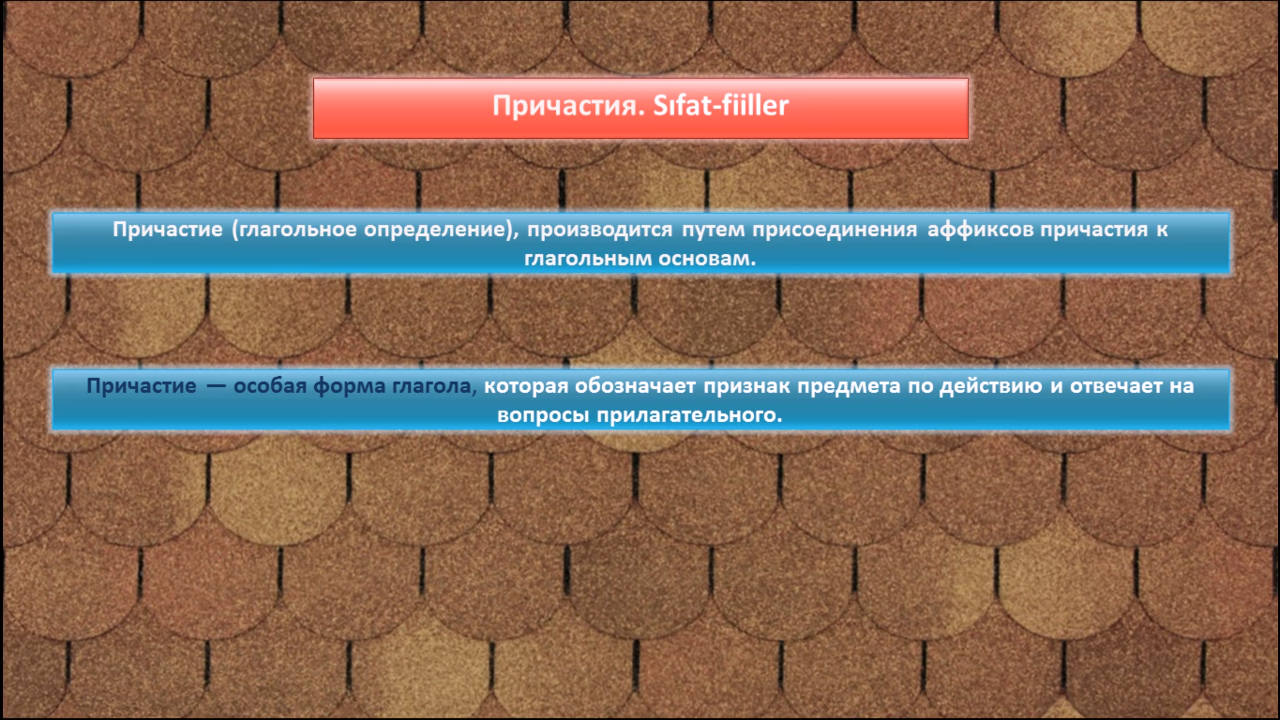 Причастия. Sıfat-fiiller
Причастие (глагольное определение), производится путем присоединения аффиксов причастия к
глагольным основам.
Причастие — особая форма глагола, которая обозначает признак предмета по действию и отвечает на
вопросы прилагательного.